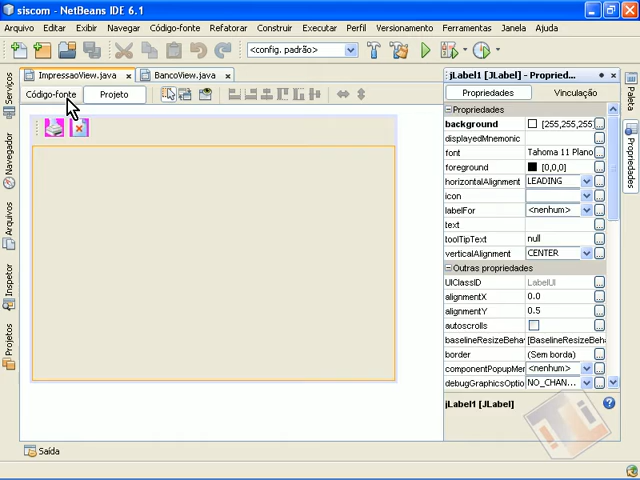 siscom - NetBeans IDE 6.1
Arquivo Editar Exibir Navegar Código-fonte Refatorar Construir Executar Perfil Versionamento Ferramentas Janela Ajuda
<config. padrão>
ImpressaoView.java
BancoView.java
Código-fonte
Projeto
Serviços
Navegador
Arquivos
Inspetor
Projetos
jLabel1 [JLabel] - Propried...
Propriedades
Vinculação
Propriedades
background [255,255,255]
displayedMnemonic
font Tahoma 11 Plano
foreground [0,0,0]
horizontalAlignment LEADING
icon
labelFor <nenhum>
text
toolTipText null
verticalAlignment CENTER
Outras propriedades
UIClassID LabelUI
alignmentX 0.0
alignmentY 0.5
autoscrolls
baselineResizeBeha [BaselineResizeBeha
border (Sem borda)
componentPopupMen <nenhum>
debugGraphicsOptio NO_CHAN...
jLabel1 [JLabel]
Paleta
Propriedades
Saída